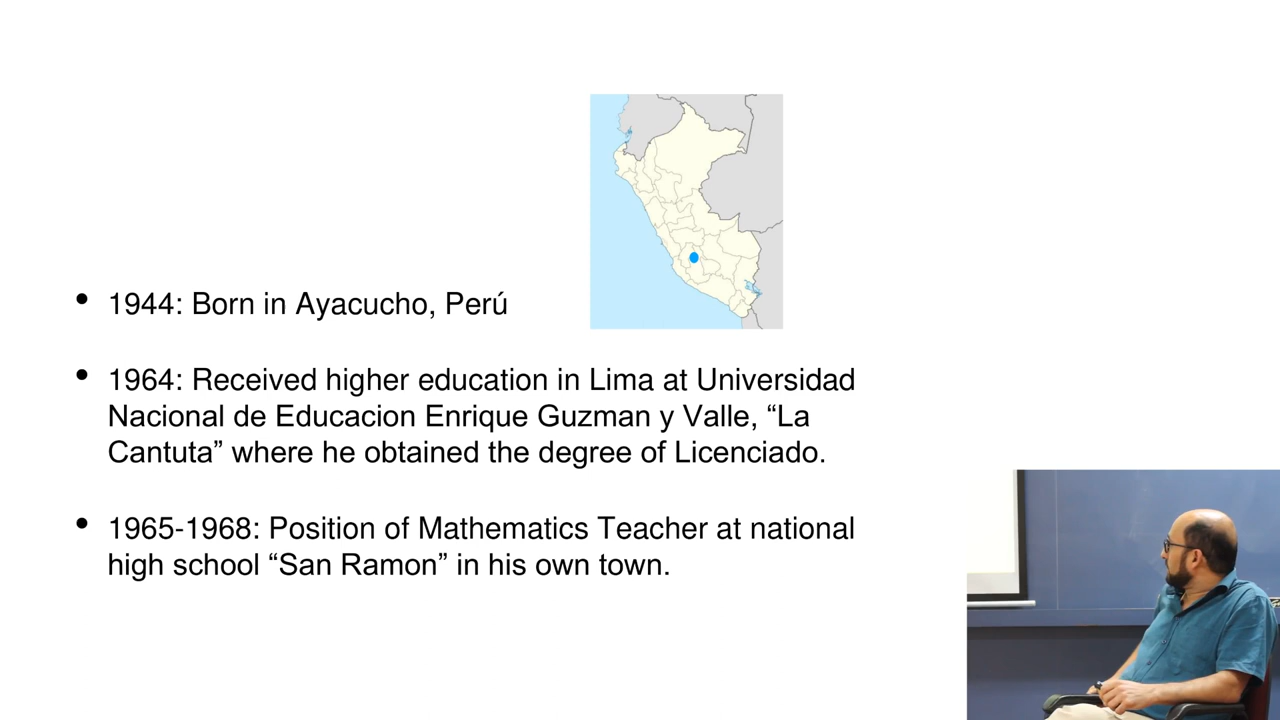 • 1944: Born in Ayacucho, Perú
• 1964: Received higher education in Lima at Universidad
Nacional de Educacion Enrique Guzman y Valle, “La
Cantuta” where he obtained the degree of Licenciado.
• 1965-1968: Position of Mathematics Teacher at national
high school “San Ramon” in his own town.